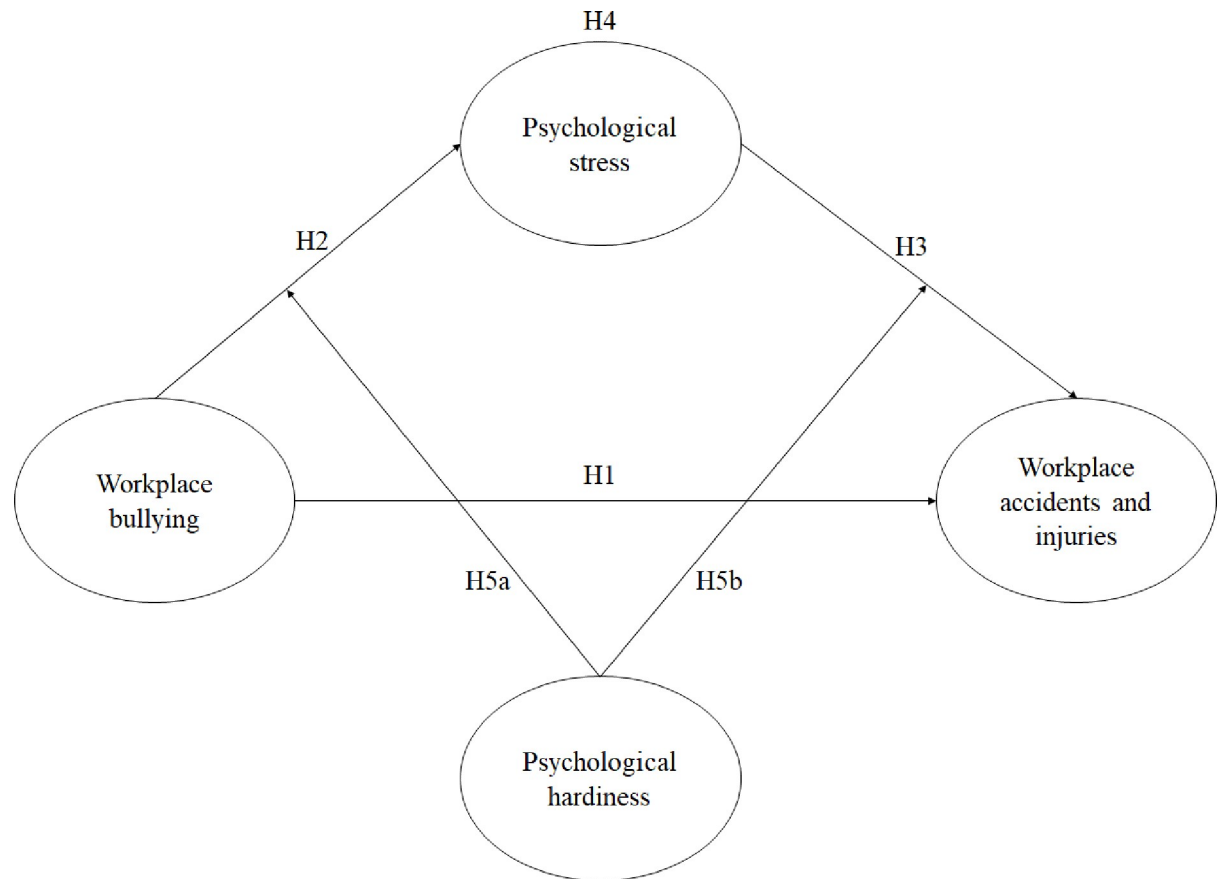 H4
Psychological
stress
H2
H3
Workplace
bullying
H1
Workplace
accidents and
injuries
H5a
H5b
Psychological
hardiness